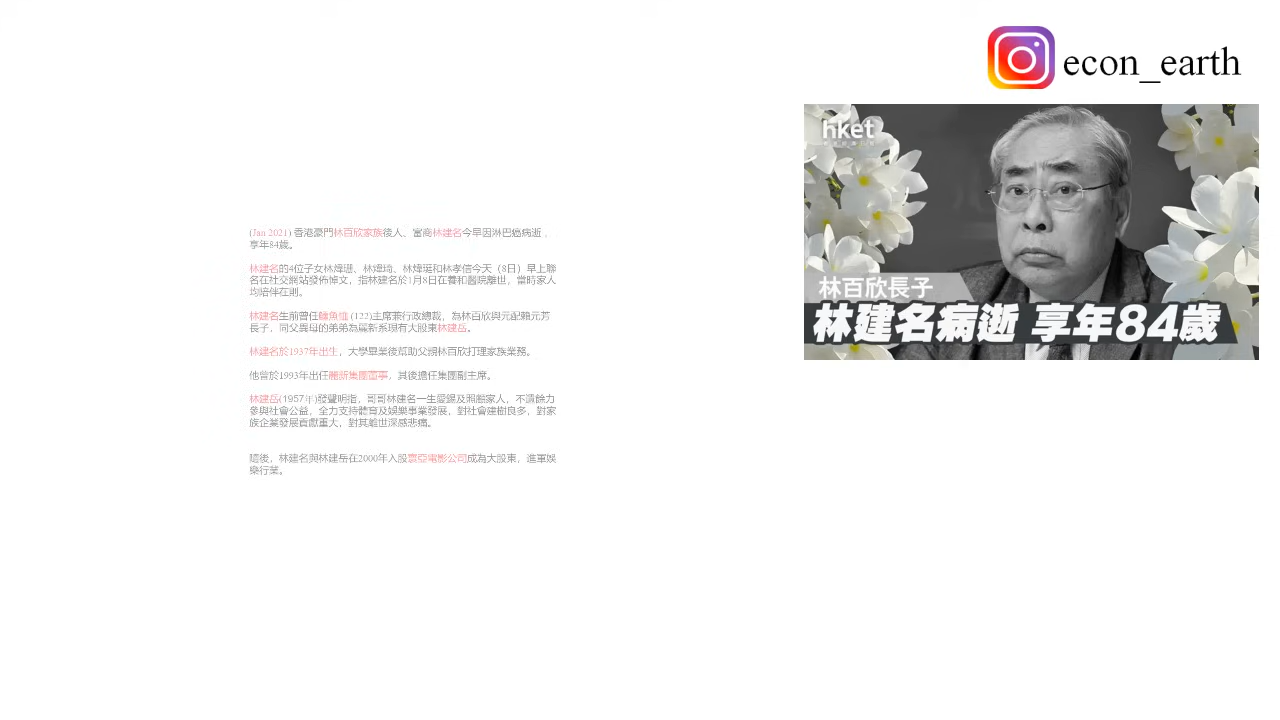 econ_earth
hket
林百欣長子
林建名病逝 享年84歲
(Jan 2021) 香港豪門林百欣家族後人、富商林建名今早因淋巴癌病逝，
享年84歲。
林建名的4位子女林煒珊、林煒琦、林煒珽和林孝信今天（8日）早上聯
名在社交網站發佈悼文，指林建名於1月8日在養和醫院離世，當時家人
均陪伴在側。
林建名生前曾任鱷魚恤 (122)主席兼行政總裁，為林百欣與元配賴元芳
長子，同父異母的弟弟為麗新系現有大股東林建岳。
林建名於1937年出生，大學畢業後幫助父親林百欣打理家族業務。
他曾於1993年出任麗新集團董事，其後擔任集團副主席。
林建岳(1957年)發聲明指，哥哥林建名一生愛錫及照顧家人，不遺餘力
參與社會公益，全力支持體育及娛樂事業發展，對社會建樹良多，對家
族企業發展貢獻重大，對其離世深感悲痛。
隨後，林建名與林建岳在2000年入股寰亞電影公司成為大股東，進軍娛
樂行業。